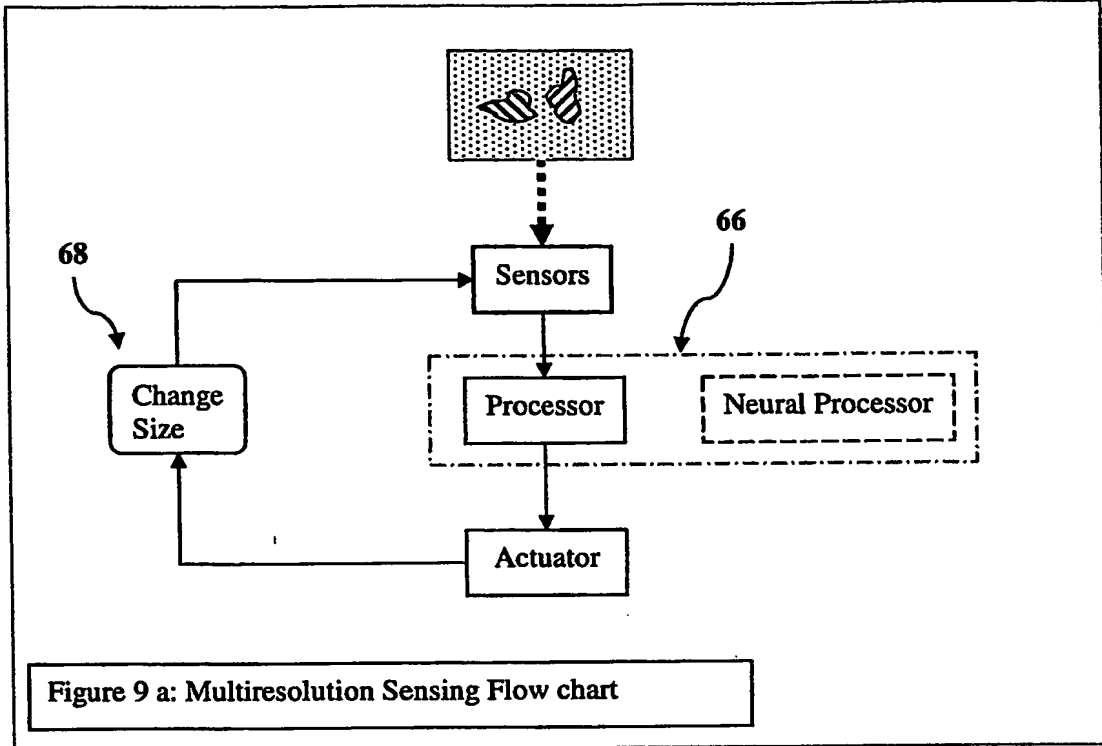 66
68
Sensors
Change
Size
Processor
Neural Processor
Actuator
Figure 9 a: Multiresolution Sensing Flow chart